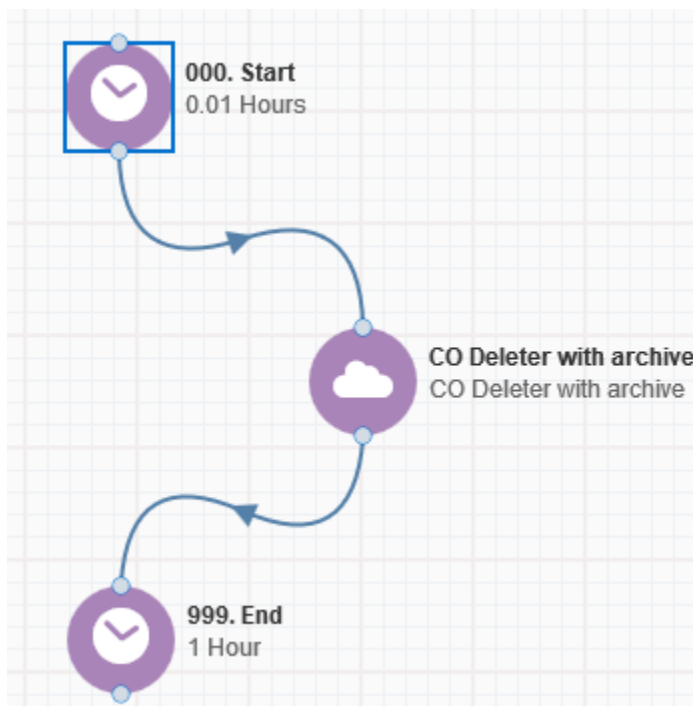 000. Start
0.01 Hours
CO Deleter with archive
CO Deleter with archive
999. End
1 Hour